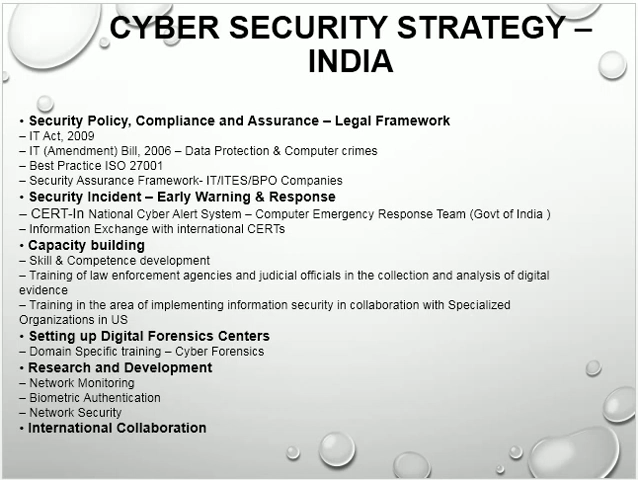 CYBER SECURITY STRATEGY –
INDIA
• Security Policy, Compliance and Assurance – Legal Framework
– IT Act, 2009
– IT (Amendment) Bill, 2006 – Data Protection & Computer crimes
– Best Practice ISO 27001
– Security Assurance Framework- IT/ITES/BPO Companies
• Security Incident – Early Warning & Response
– CERT-In National Cyber Alert System – Computer Emergency Response Team (Govt of India )
– Information Exchange with international CERTs
• Capacity building
– Skill & Competence development
– Training of law enforcement agencies and judicial officials in the collection and analysis of digital
evidence
– Training in the area of implementing information security in collaboration with Specialized
Organizations in US
• Setting up Digital Forensics Centers
– Domain Specific training – Cyber Forensics
• Research and Development
– Network Monitoring
– Biometric Authentication
– Network Security
• International Collaboration